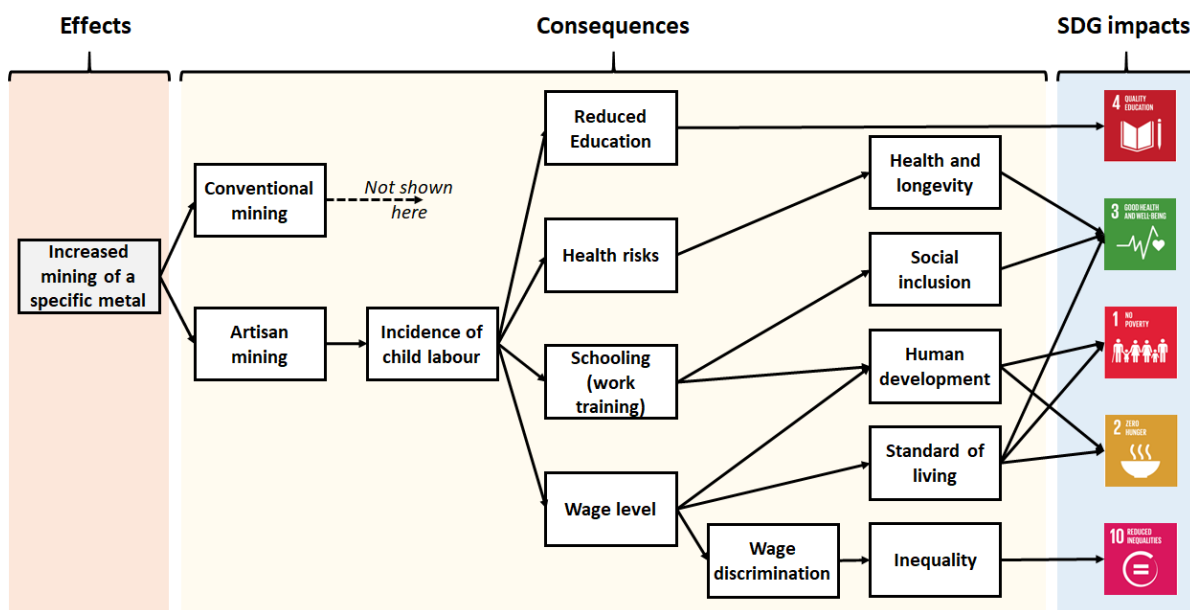 Effects
Consequences
SDG impacts
Increased
mining of a
specific metal
Conventional
mining
Not shown
here
Artisan
mining
Incidence of
child labour
Reduced
Education
Health risks
Schooling
(work
training)
Wage level
Wage
discrimination
Health and
longevity
Social
inclusion
Human
development
Standard of
living
Inequality
4 QUALITY
EDUCATION
3 GOOD HEALTH
AND WELL-BEING
1 NO
POVERTY
2 ZERO
HUNGER
10 REDUCED
INEQUALITIES